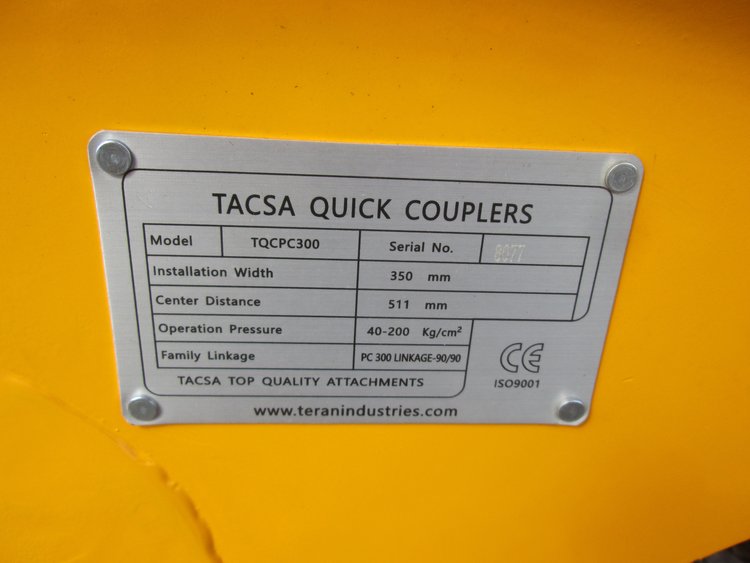 TACSA QUICK COUPLERS
Model TQCPC300 Serial No. 8077
Installation Width 350 mm
Center Distance 511 mm
Operation Pressure 40-200 Kg/cm²
Family Linkage PC 300 LINKAGE-90/90
TACSA TOP QUALITY ATTACHMENTS
CE
ISO9001
www.teranindustries.com